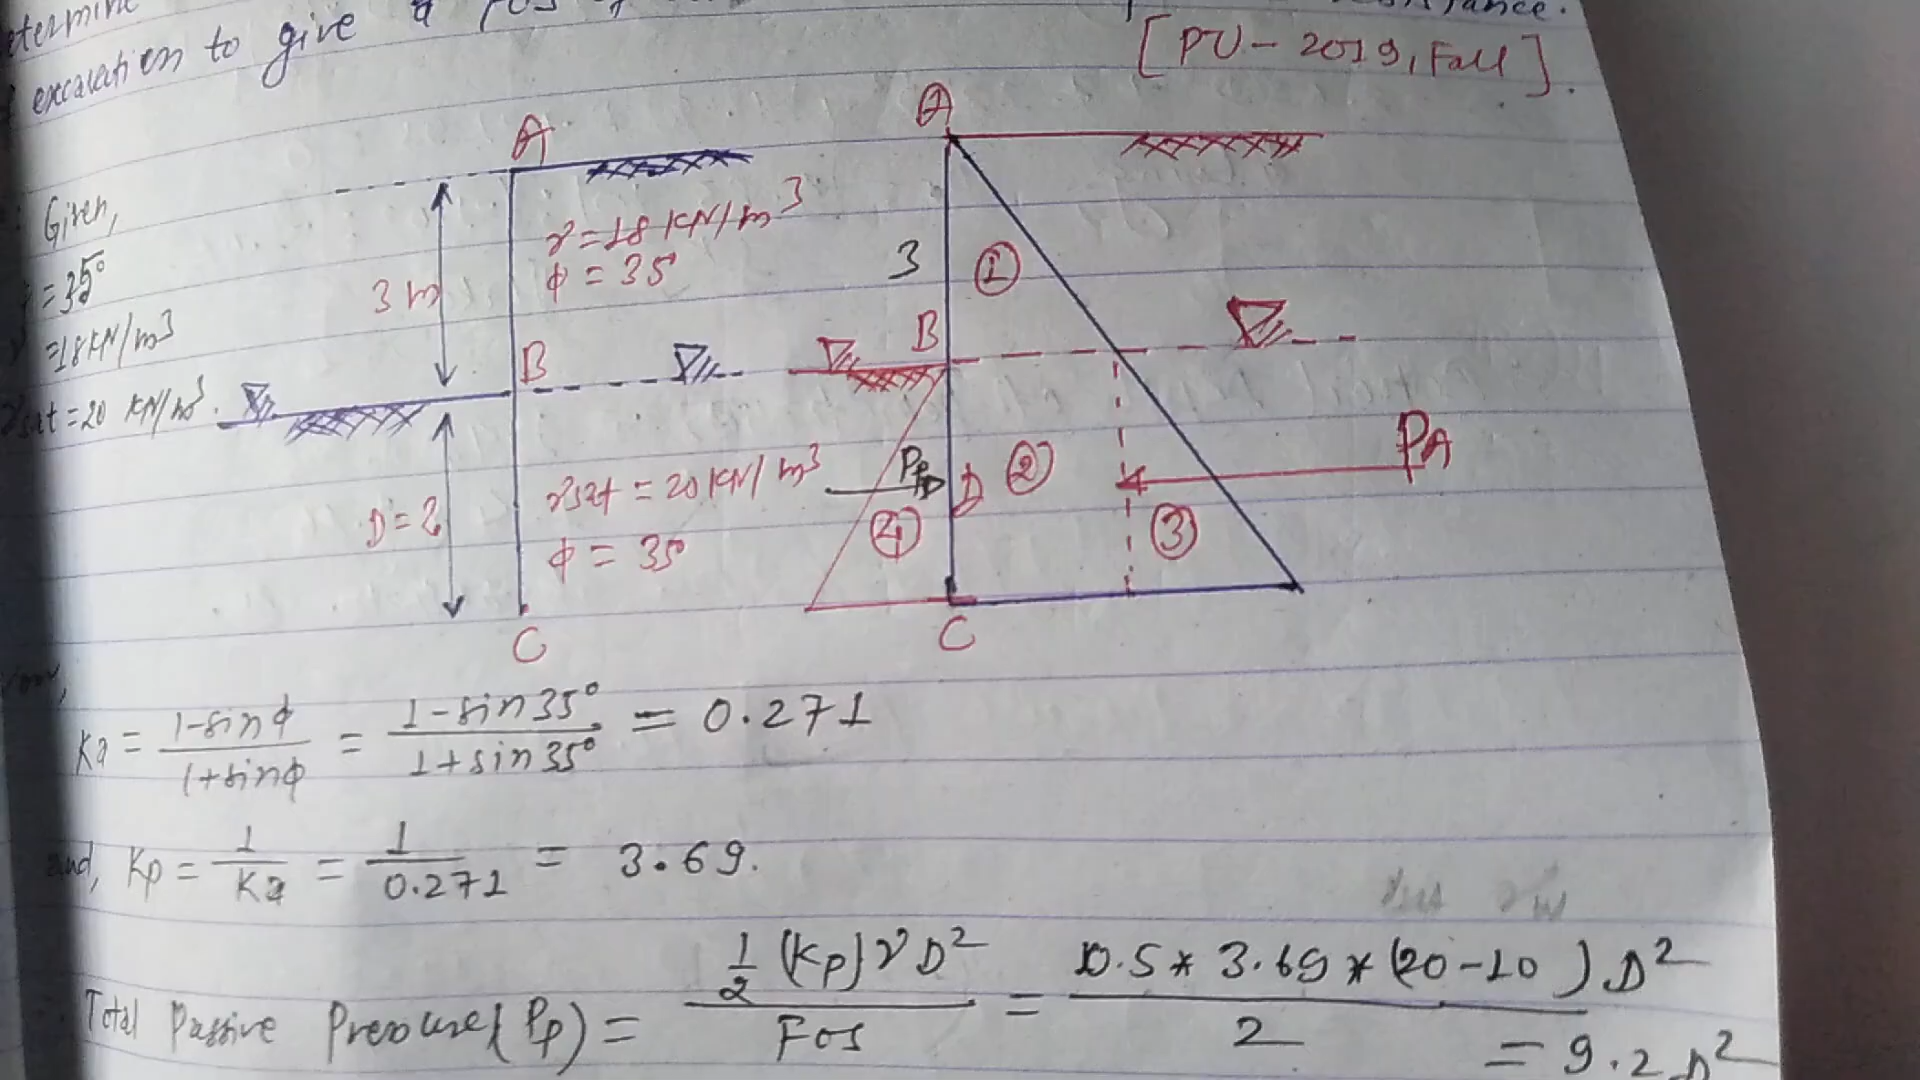 excavation to give a FOS of
[PU - 2019, Fall].
A
A
Given,
= 35°
γ = 18 KN/m³
γsat = 20 KN/m³.
3 m
γ = 18 KN/m³
φ = 35
3
①
B
B
D = ?
γsat = 20 KN/m³
φ = 35
Pp
D
②
④
③
PA
C
C
Ka = 1-sinφ / 1+sinφ = 1-sin35° / 1+sin35° = 0.271
and, Kp = 1 / Ka = 1 / 0.271 = 3.69.
Total Passive Pressure (Pp) = ½ (Kp) γ D² / FOS = 0.5 * 3.69 * (20-10) . D² / 2 = 9.2 D²